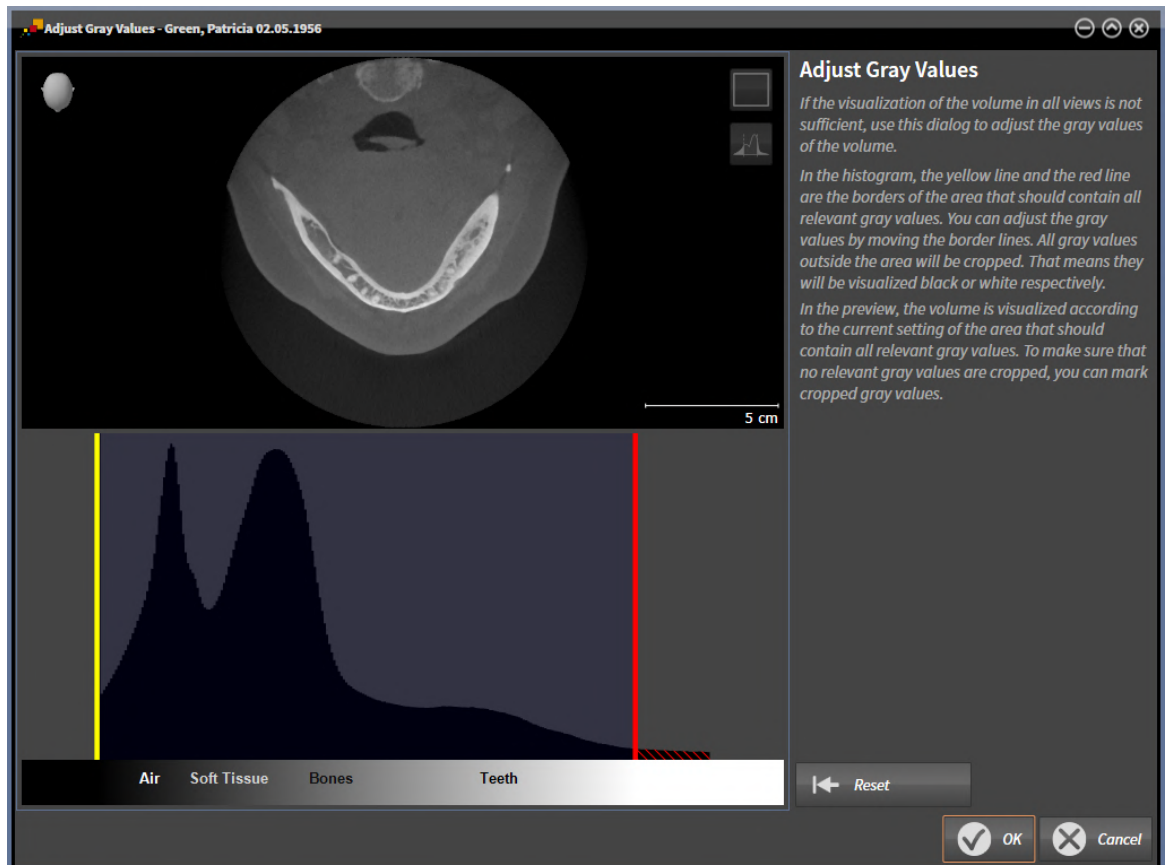 Adjust Gray Values - Green, Patricia 02.05.1956
Adjust Gray Values
If the visualization of the volume in all views is not
sufficient, use this dialog to adjust the gray values
of the volume.
In the histogram, the yellow line and the red line
are the borders of the area that should contain all
relevant gray values. You can adjust the gray
values by moving the border lines. All gray values
outside the area will be cropped. That means they
will be visualized black or white respectively.
In the preview, the volume is visualized according
to the current setting of the area that should
contain all relevant gray values. To make sure that
no relevant gray values are cropped, you can mark
cropped gray values.
5 cm
Air Soft Tissue Bones Teeth
Reset
OK Cancel